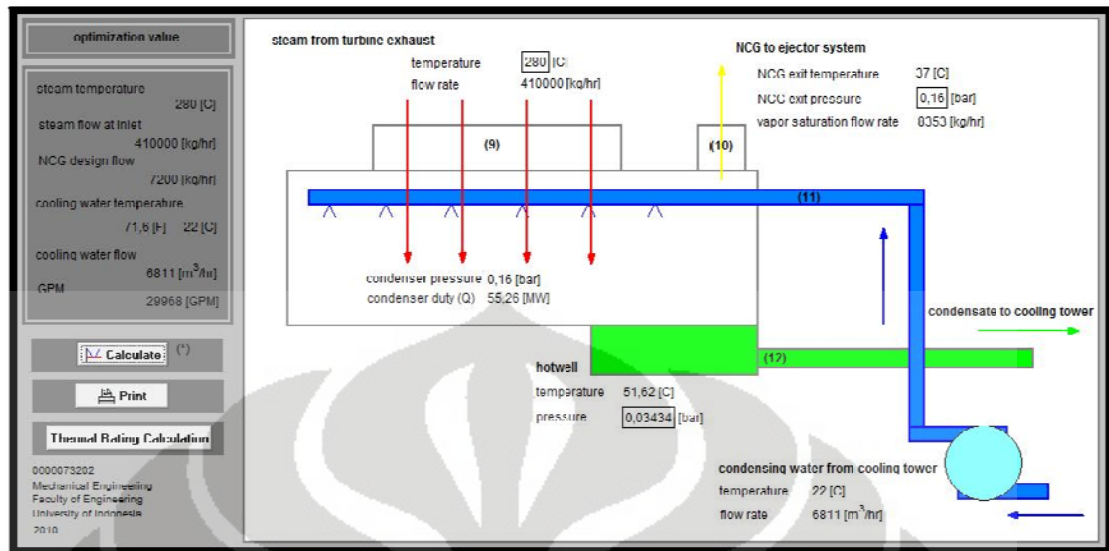 optimization value
steam temperature
280 [C]
steam flow at inlet
410000 [kg/hr]
NCG design flow
7200 [kg/hr]
cooling water temperature
71,6 [F] 22 [C]
cooling water flow
6811 [m³/hr]
GPM
29968 [GPM]
Calculate (*)
Print
Thermal Rating Calculation
0000073202
Mechanical Engineering
Faculty of Engineering
University of Indonesia
2010
steam from turbine exhaust
temperature 280 [C]
flow rate 410000 [kg/hr]
NCG to ejector system
NCG exit temperature 37 [C]
NCG exit pressure 0,16 [bar]
vapor saturation flow rate 8353 [kg/hr]
(9)
(10)
(11)
condenser pressure 0,16 [bar]
condenser duty (Q) 55,26 [MW]
condensate to cooling tower
(12)
hotwell
temperature 51,62 [C]
pressure 0,03434 [bar]
condensing water from cooling tower
temperature 22 [C]
flow rate 6811 [m³/hr]